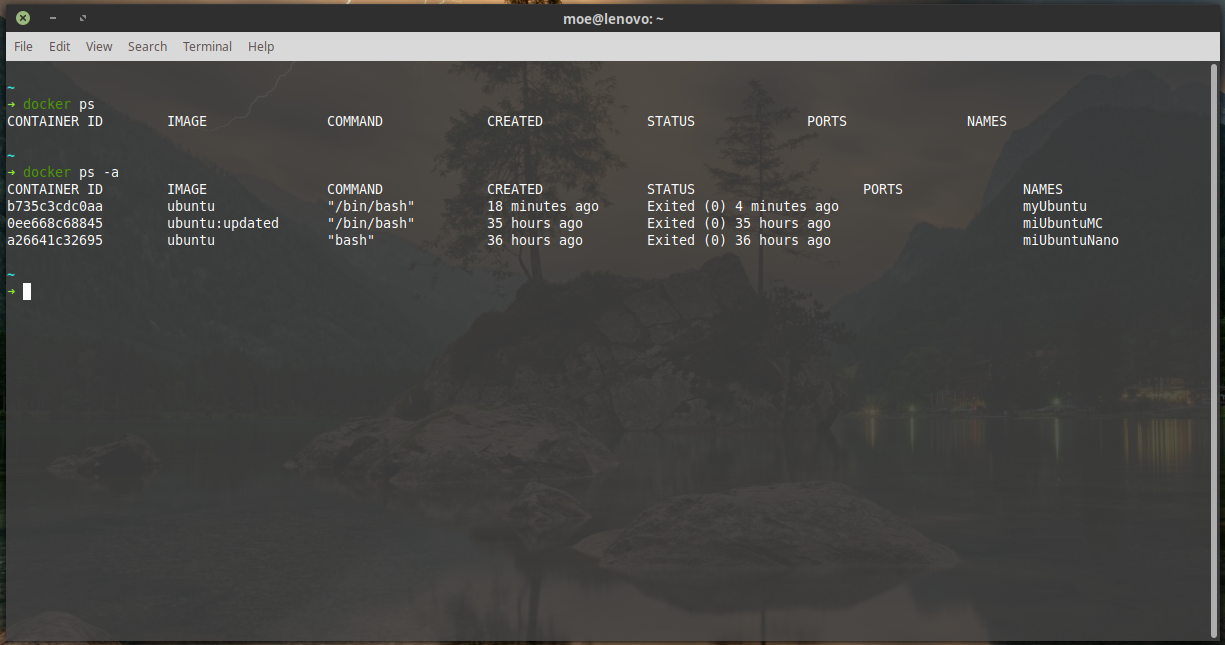 moe@lenovo: ~
File Edit View Search Terminal Help
~
➜ docker ps
CONTAINER ID        IMAGE               COMMAND             CREATED             STATUS              PORTS               NAMES
~
➜ docker ps -a
CONTAINER ID        IMAGE               COMMAND             CREATED             STATUS                     PORTS               NAMES
b735c3cdc0aa        ubuntu              "/bin/bash"         18 minutes ago      Exited (0) 4 minutes ago                       myUbuntu
0ee668c68845        ubuntu:updated      "/bin/bash"         35 hours ago        Exited (0) 35 hours ago                        miUbuntuMC
a26641c32695        ubuntu              "bash"              36 hours ago        Exited (0) 36 hours ago                        miUbuntuNano
~
➜